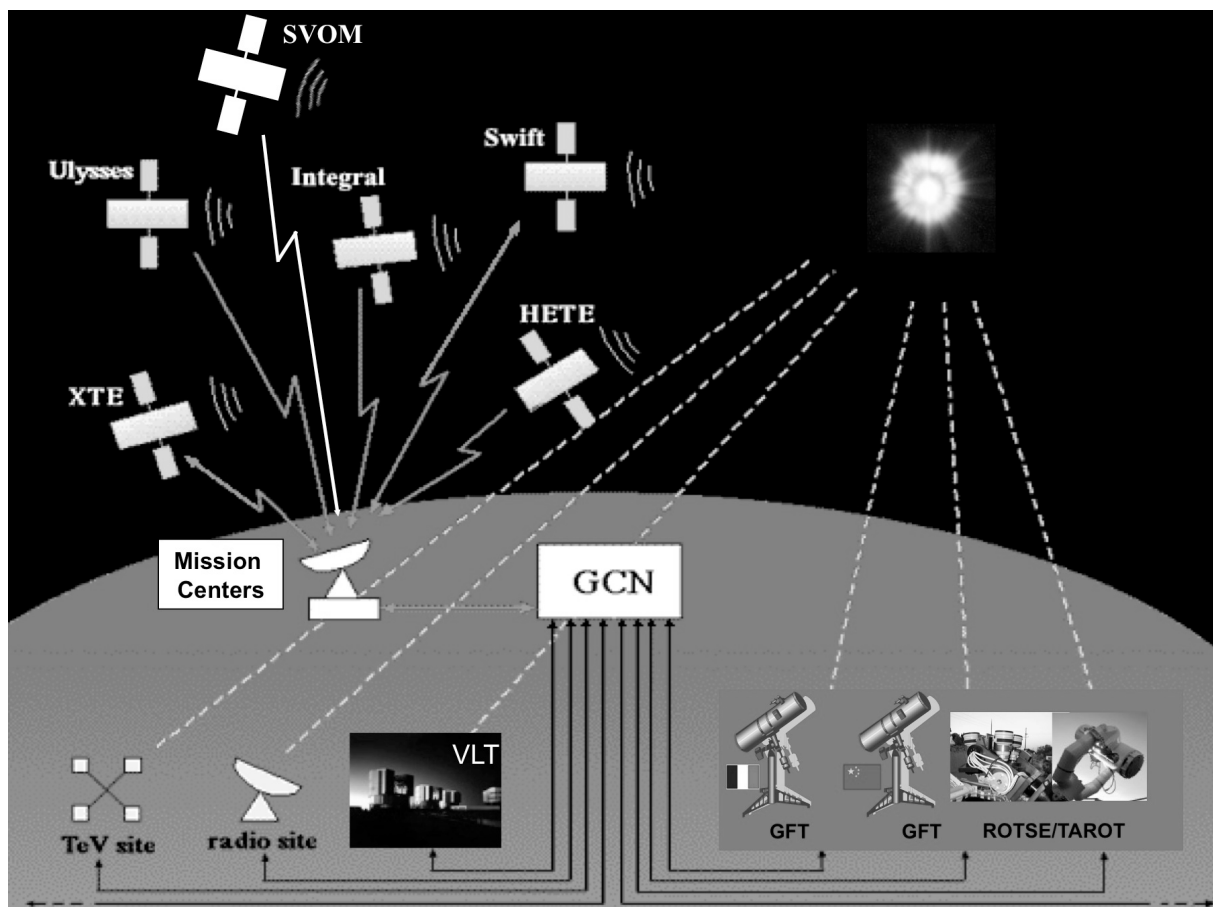 SVOM
Swift
Ulysses
Integral
HETE
XTE
Mission
Centers
GCN
VLT
TeV site
radio site
GFT
GFT
ROTSE/TAROT